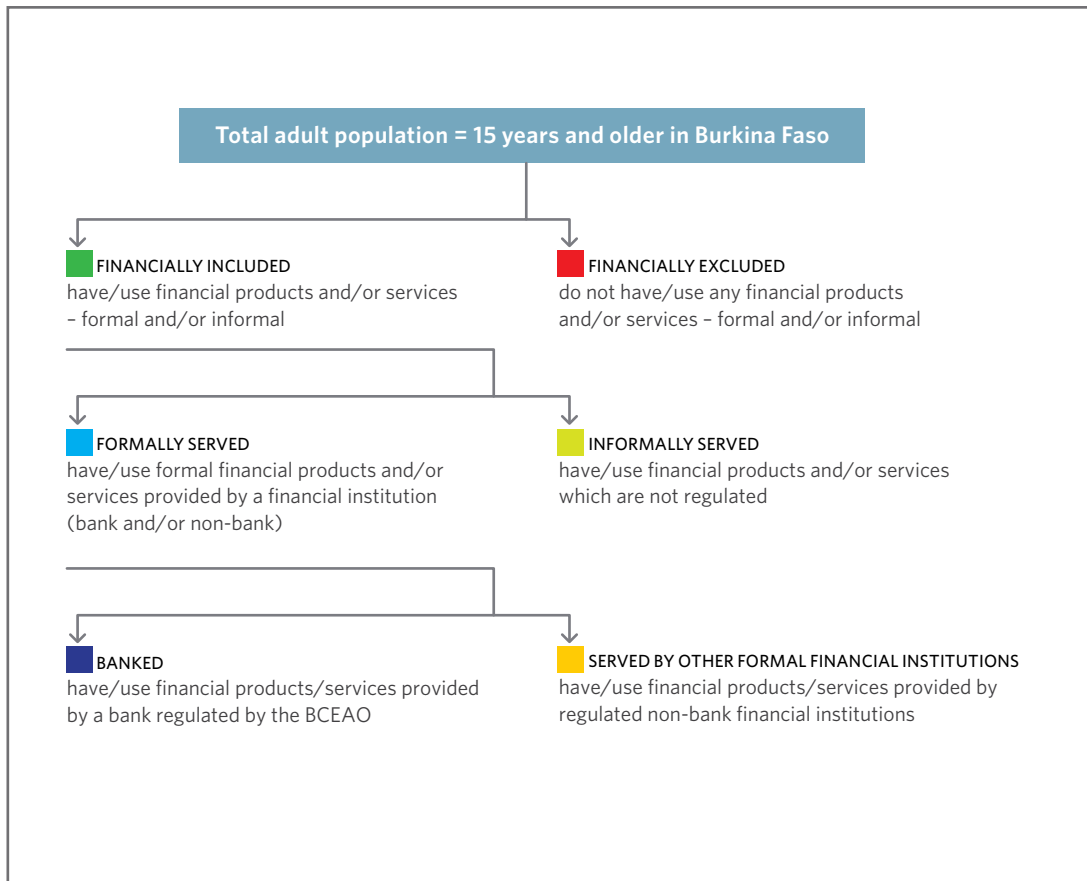 Total adult population = 15 years and older in Burkina Faso
FINANCIALLY INCLUDED
have/use financial products and/or services
– formal and/or informal
FINANCIALLY EXCLUDED
do not have/use any financial products
and/or services – formal and/or informal
FORMALLY SERVED
have/use formal financial products and/or
services provided by a financial institution
(bank and/or non-bank)
INFORMALLY SERVED
have/use financial products and/or services
which are not regulated
BANKED
have/use financial products/services provided
by a bank regulated by the BCEAO
SERVED BY OTHER FORMAL FINANCIAL INSTITUTIONS
have/use financial products/services provided by
regulated non-bank financial institutions